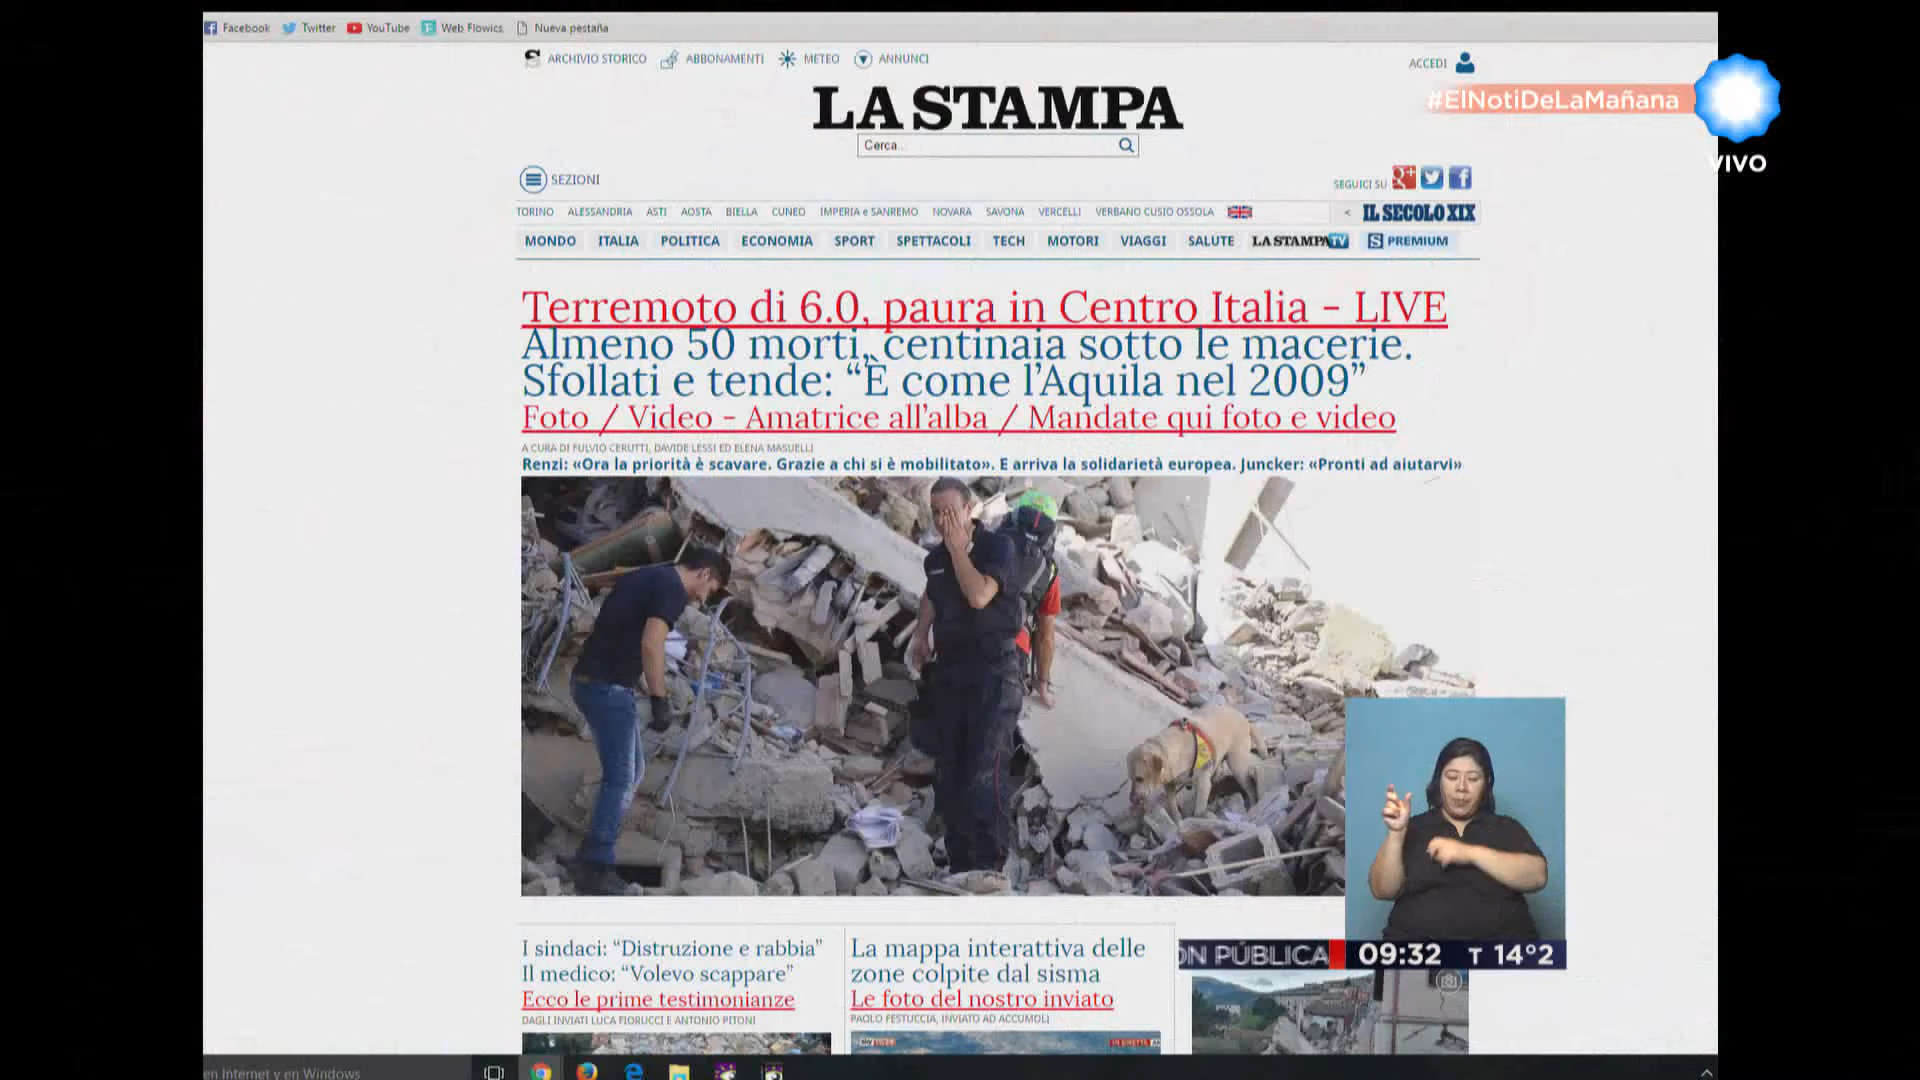 Facebook Twitter YouTube Web Flowics Nueva pestaña
ARCHIVIO STORICO ABBONAMENTI METEO ANNUNCI
ACCEDI
#ElNotiDeLaMañana
VIVO
LA STAMPA
Cerca...
SEZIONI
SEGUICI SU
TORINO ALESSANDRIA ASTI AOSTA BIELLA CUNEO IMPERIA e SANREMO NOVARA SAVONA VERCELLI VERBANO CUSIO OSSOLA < IL SECOLO XIX
MONDO ITALIA POLITICA ECONOMIA SPORT SPETTACOLI TECH MOTORI VIAGGI SALUTE LA STAMPA TV S PREMIUM
Terremoto di 6.0, paura in Centro Italia - LIVE
Almeno 50 morti, centinaia sotto le macerie.
Sfollati e tende: “È come l’Aquila nel 2009”
Foto / Video - Amatrice all’alba / Mandate qui foto e video
A CURA DI FULVIO CERUTTI, DAVIDE LESSI ED ELENA MASUELLI
Renzi: «Ora la priorità è scavare. Grazie a chi si è mobilitato». E arriva la solidarietà europea. Juncker: «Pronti ad aiutarvi»
I sindaci: “Distruzione e rabbia”
Il medico: “Volevo scappare”
Ecco le prime testimonianze
DAGLI INVIATI LUCA FIORUCCI E ANTONIO PITONI
La mappa interattiva delle
zone colpite dal sisma
Le foto del nostro inviato
PAOLO FESTUCCIA, INVIATO AD ACCUMOLI
ON PÚBLICA 09:32 T 14°2
en Internet y en Windows